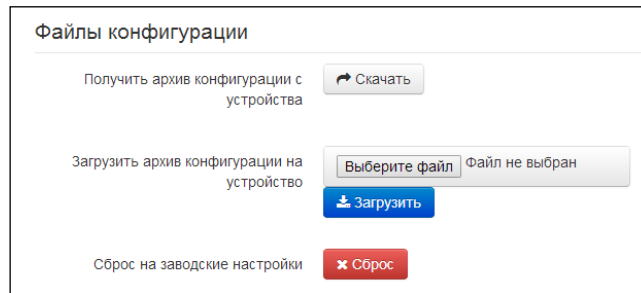 Файлы конфигурации
Получить архив конфигурации с устройства
Скачать
Загрузить архив конфигурации на устройство
Выберите файл Файл не выбран
Загрузить
Сброс на заводские настройки
Сброс